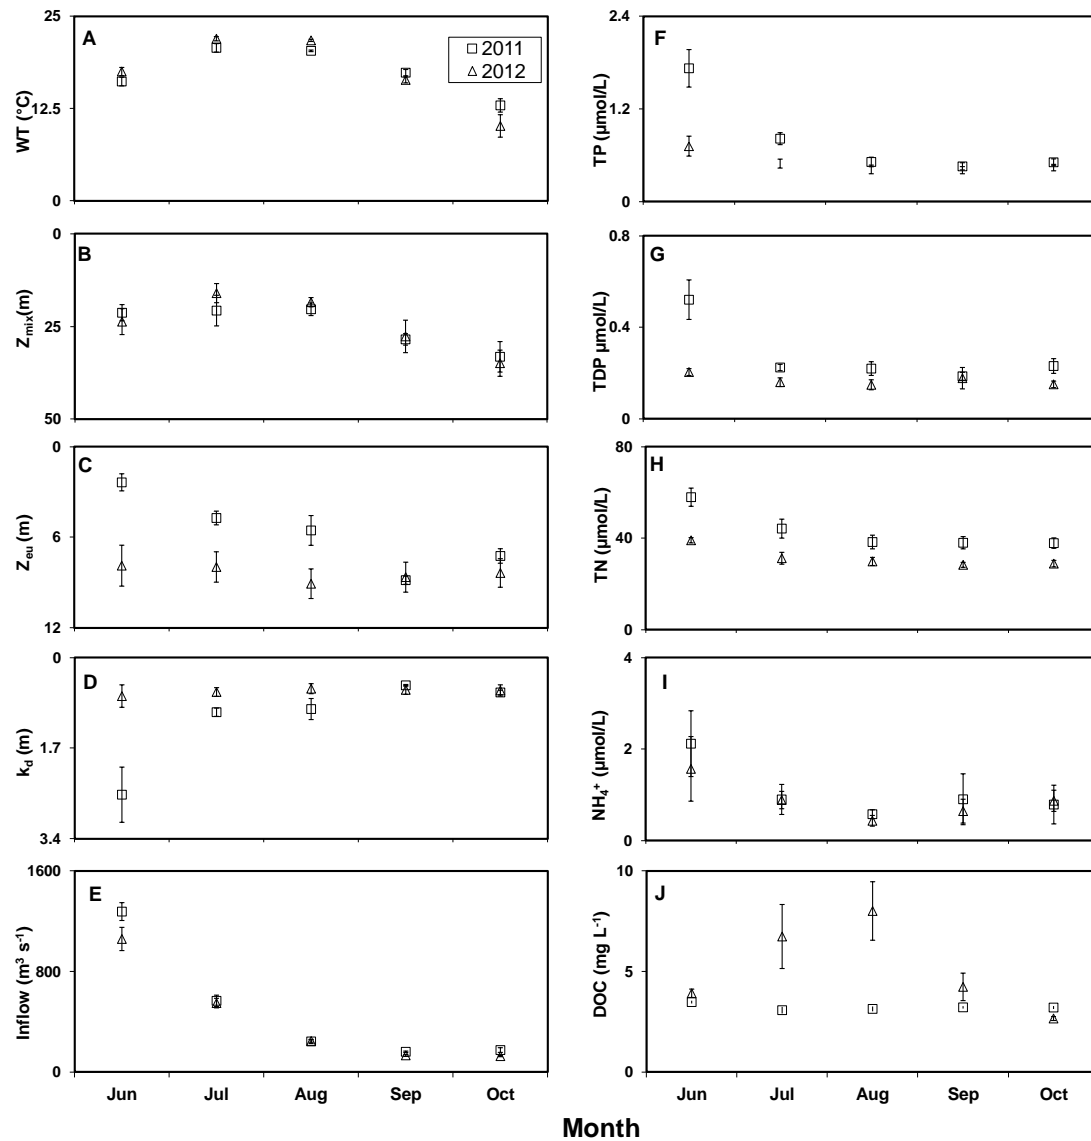 A
25
12.5
0
WT (°C)
2011
2012
B
0
25
50
Zmix(m)
C
0
6
12
Zeu (m)
D
0
1.7
3.4
kd (m)
E
1600
800
0
Inflow (m³ s⁻¹)
Jun Jul Aug Sep Oct
F
2.4
1.2
0
TP (µmol/L)
G
0.8
0.4
0
TDP µmol/L)
H
80
40
0
TN (µmol/L)
I
4
2
0
NH₄⁺ (µmol/L)
J
10
5
0
DOC (mg L⁻¹)
Jun Jul Aug Sep Oct
Month